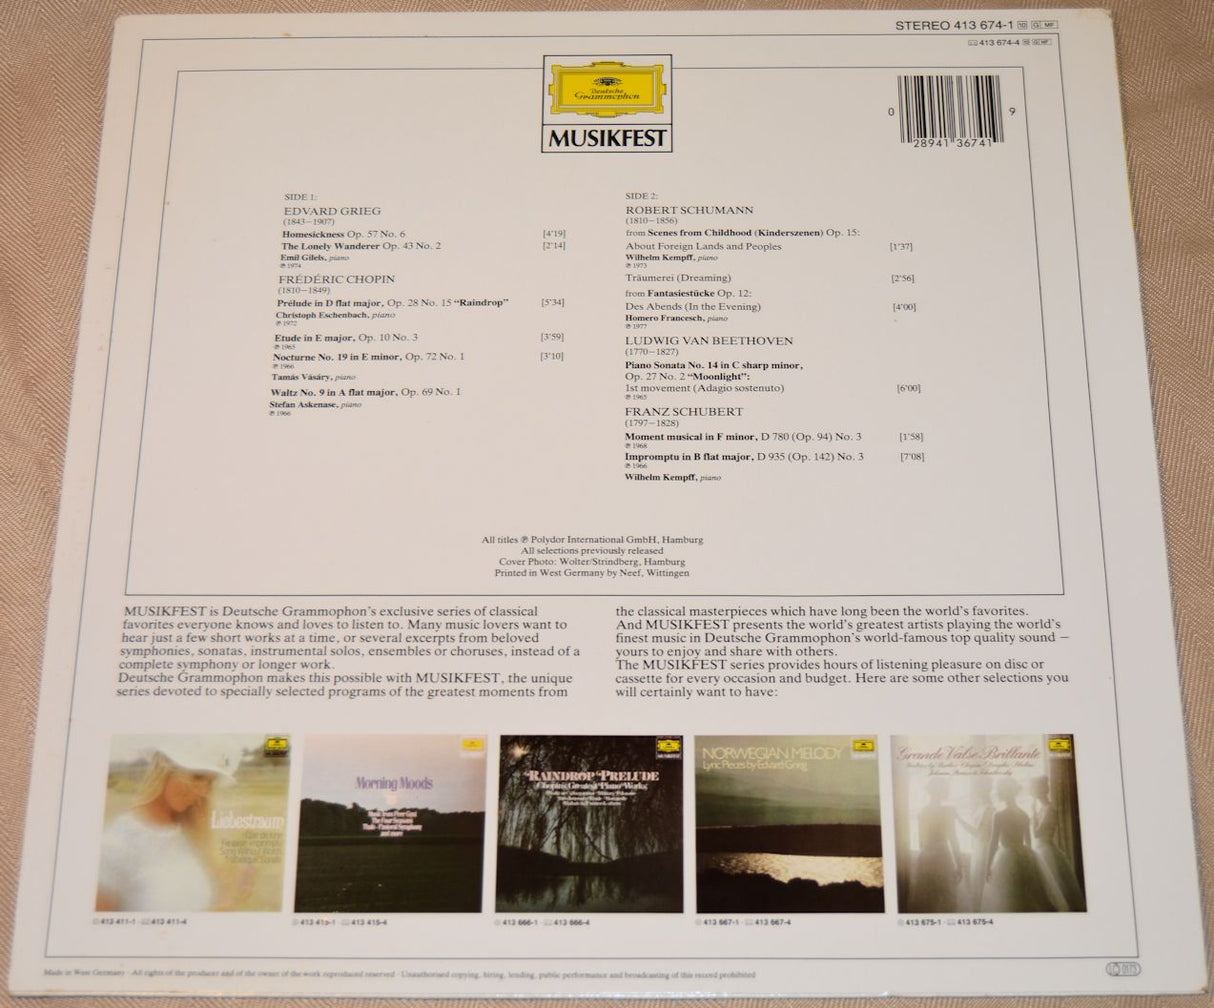 STEREO 413 674-1
413 674-4
Deutsche
Grammophon
MUSIKFEST
0 28941 36741 9
SIDE 1:
EDVARD GRIEG
(1843–1907)
Homesickness Op. 57 No. 6 [4'19]
The Lonely Wanderer Op. 43 No. 2 [2'14]
Emil Gilels, piano
℗ 1974
FRÉDÉRIC CHOPIN
(1810–1849)
Prélude in D flat major, Op. 28 No. 15 “Raindrop” [5'34]
Christoph Eschenbach, piano
℗ 1972
Etude in E major, Op. 10 No. 3 [3'59]
℗ 1965
Nocturne No. 19 in E minor, Op. 72 No. 1 [3'10]
℗ 1966
Tamás Vásáry, piano
Waltz No. 9 in A flat major, Op. 69 No. 1
Stefan Askenase, piano
℗ 1966
SIDE 2:
ROBERT SCHUMANN
(1810–1856)
from Scenes from Childhood (Kinderszenen) Op. 15:
About Foreign Lands and Peoples [1'37]
Wilhelm Kempff, piano
℗ 1973
Träumerei (Dreaming) [2'56]
from Fantasiestücke Op. 12:
Des Abends (In the Evening) [4'00]
Homero Francesch, piano
℗ 1977
LUDWIG VAN BEETHOVEN
(1770–1827)
Piano Sonata No. 14 in C sharp minor,
Op. 27 No. 2 “Moonlight”:
1st movement (Adagio sostenuto) [6'00]
℗ 1965
FRANZ SCHUBERT
(1797–1828)
Moment musical in F minor, D 780 (Op. 94) No. 3 [1'58]
℗ 1968
Impromptu in B flat major, D 935 (Op. 142) No. 3 [7'08]
℗ 1966
Wilhelm Kempff, piano
All titles ℗ Polydor International GmbH, Hamburg
All selections previously released
Cover Photo: Wolter/Strindberg, Hamburg
Printed in West Germany by Neef, Wittingen
MUSIKFEST is Deutsche Grammophon's exclusive series of classical
favorites everyone knows and loves to listen to. Many music lovers want to
hear just a few short works at a time, or several excerpts from beloved
symphonies, sonatas, instrumental solos, ensembles or choruses, instead of a
complete symphony or longer work.
Deutsche Grammophon makes this possible with MUSIKFEST, the unique
series devoted to specially selected programs of the greatest moments from
the classical masterpieces which have long been the world's favorites.
And MUSIKFEST presents the world's greatest artists playing the world's
finest music in Deutsche Grammophon's world-famous top quality sound –
yours to enjoy and share with others.
The MUSIKFEST series provides hours of listening pleasure on disc or
cassette for every occasion and budget. Here are some other selections you
will certainly want to have:
Liebestraum
Morning Moods
Music from Peer Gynt
The Four Seasons
Pastoral Symphony
and more
MUSIKFEST
RAINDROP PRELUDE
Chopin: Greatest Piano Works
NORWEGIAN MELODY
Lyric Pieces by Edvard Grieg
Grande Valse Brillante
413 411-1 413 411-4
413 415-4
413 666-1 413 666-4
413 667-1 413 667-4
413 675-1 413 675-4
Made in West Germany · All rights of the producer and of the owner of the work reproduced reserved · Unauthorised copying, hiring, lending, public performance and broadcasting of this record prohibited